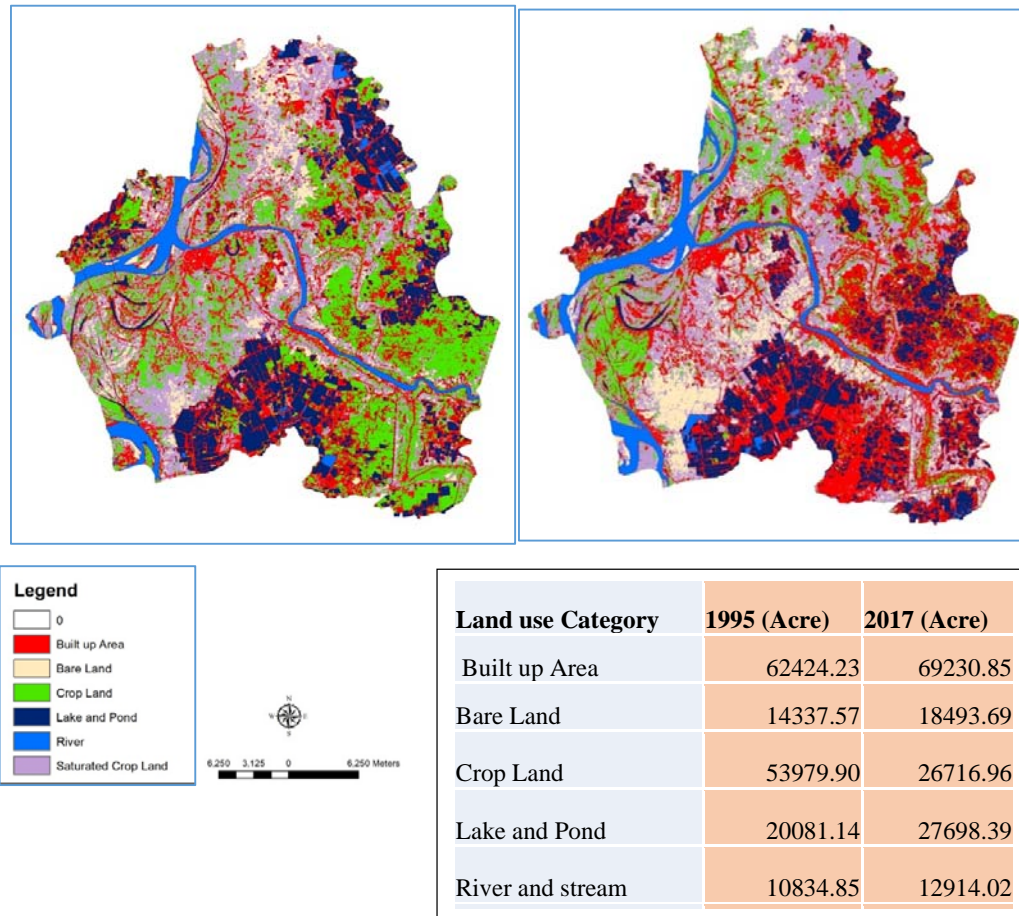 Legend
0
Built up Area
Bare Land
Crop Land
Lake and Pond
River
Saturated Crop Land
N
W E
S
6,250 3,125 0 6,250 Meters
Land use Category 1995 (Acre) 2017 (Acre)
Built up Area 62424.23 69230.85
Bare Land 14337.57 18493.69
Crop Land 53979.90 26716.96
Lake and Pond 20081.14 27698.39
River and stream 10834.85 12914.02